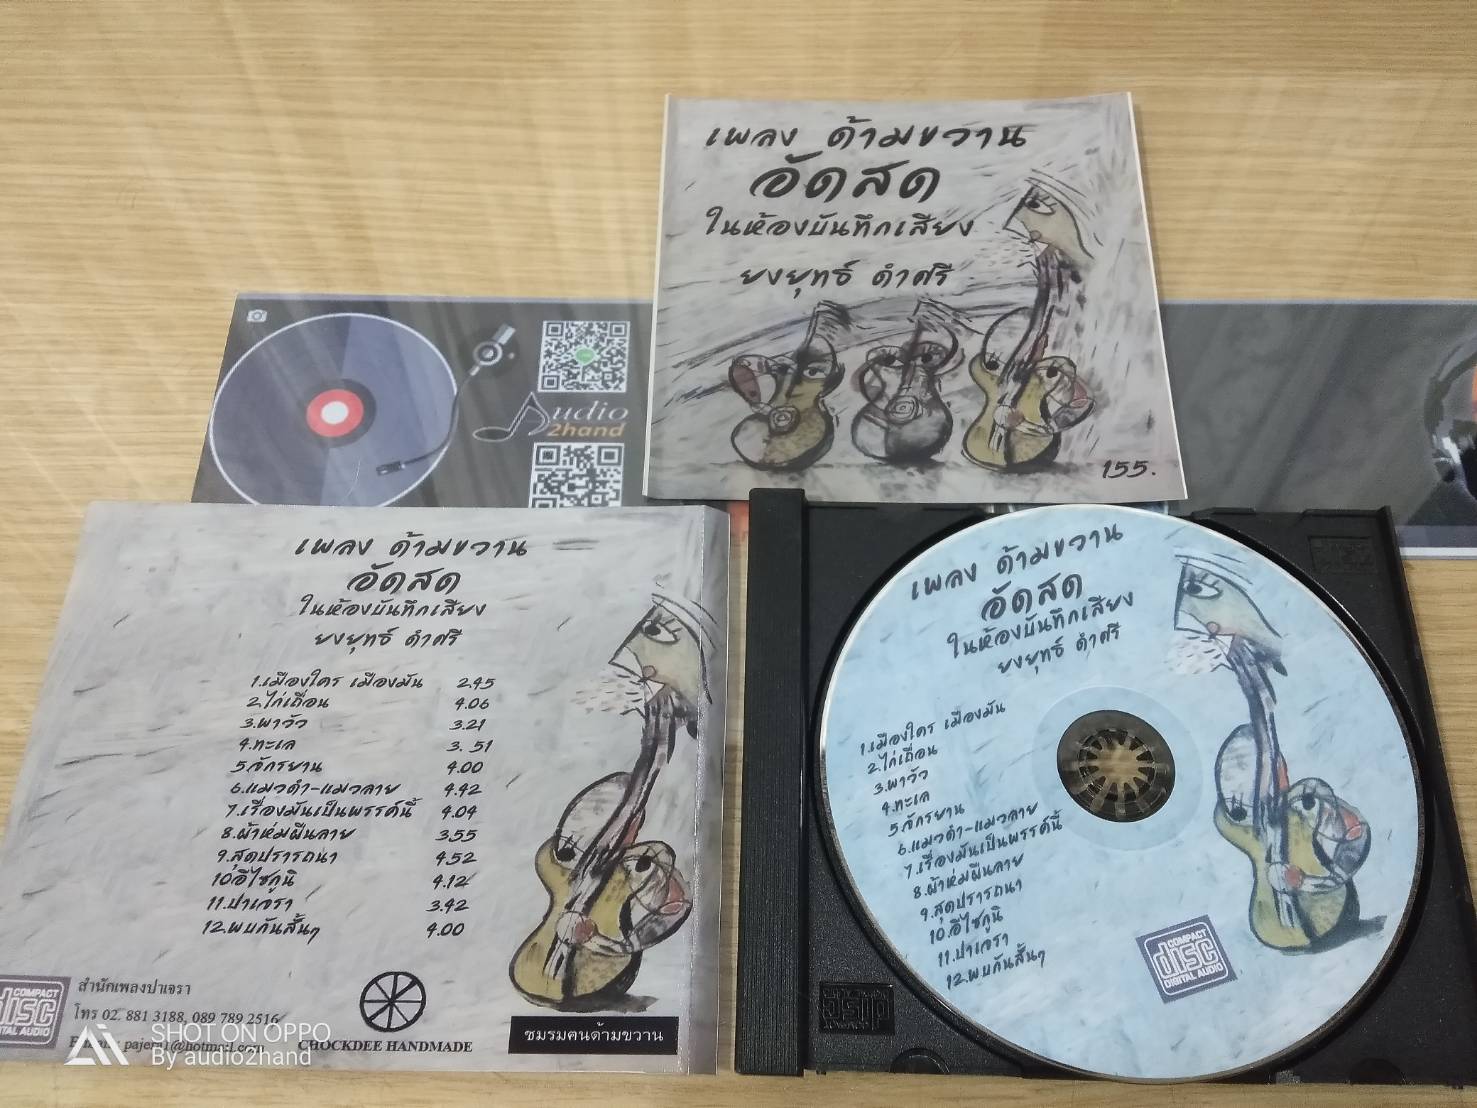 เพลง ด้ามขวาน
อัดสด
ในห้องบันทึกเสียง
ยงยุทธ์ ดำศรี
155.
Audio
2hand
เพลง ด้ามขวาน
อัดสด
ในห้องบันทึกเสียง
ยงยุทธ์ ดำศรี
1.เมืองใคร เมืองมัน 2.45
2.ไก่เถื่อน 4.06
3.พาวัว 3.21
4.ทะเล 3.51
5.จักรยาน 4.00
6.แมวดำ-แมวลาย 4.42
7.เรื่องมันเป็นพรรค์นี้ 4.04
8.ผ้าห่มผืนลาย 3.55
9.สุดปรารถนา 4.52
10.อีโซกูนิ 4.12
11.ปาเจรา 3.42
12.พบกันสั้นๆ 4.00
COMPACT
disc
DIGITAL AUDIO
สำนักเพลงปาเจรา
โทร 02. 881 3188, 089 789 2516
CHOCKDEE HANDMADE
ชมรมคนด้ามขวาน
SHOT ON OPPO
By audio2hand
เพลง ด้ามขวาน
อัดสด
ในห้องบันทึกเสียง
ยงยุทธ์ ดำศรี
1.เมืองใคร เมืองมัน
2.ไก่เถื่อน
3.พาวัว
4.ทะเล
5.จักรยาน
6.แมวดำ-แมวลาย
7.เรื่องมันเป็นพรรค์นี้
8.ผ้าห่มผืนลาย
9.สุดปรารถนา
10.อีโซกูนิ
11.ปาเจรา
12.พบกันสั้นๆ
COMPACT
disc
DIGITAL AUDIO